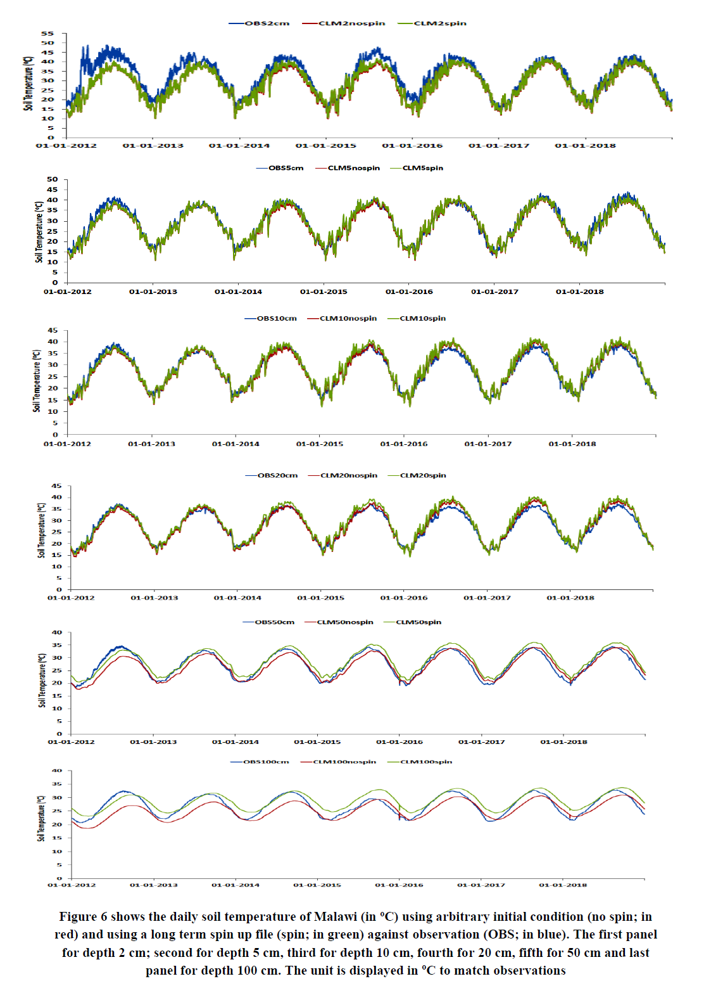 OBS2cm CLM2nospin CLM2spin
55
50
45
40
35
30
25
20
15
10
5
0
Soil Temperature (ºC)
01-01-2012 01-01-2013 01-01-2014 01-01-2015 01-01-2016 01-01-2017 01-01-2018
OBS5cm CLM5nospin CLM5spin
50
45
40
35
30
25
20
15
10
5
0
Soil Temperature (ºC)
01-01-2012 01-01-2013 01-01-2014 01-01-2015 01-01-2016 01-01-2017 01-01-2018
OBS10cm CLM10nospin CLM10spin
45
40
35
30
25
20
15
10
5
0
Soil Temperature (ºC)
01-01-2012 01-01-2013 01-01-2014 01-01-2015 01-01-2016 01-01-2017 01-01-2018
OBS20cm CLM20nospin CLM20spin
45
40
35
30
25
20
15
10
5
0
Soil Temperature (ºC)
01-01-2012 01-01-2013 01-01-2014 01-01-2015 01-01-2016 01-01-2017 01-01-2018
OBS50cm CLM50nospin CLM50spin
40
35
30
25
20
15
10
5
0
Soil Temperature (ºC)
01-01-2012 01-01-2013 01-01-2014 01-01-2015 01-01-2016 01-01-2017 01-01-2018
OBS100cm CLM100nospin CLM100spin
40
35
30
25
20
15
10
5
0
Soil Temperature (ºC)
01-01-2012 01-01-2013 01-01-2014 01-01-2015 01-01-2016 01-01-2017 01-01-2018
Figure 6 shows the daily soil temperature of Malawi (in ºC) using arbitrary initial condition (no spin; in
red) and using a long term spin up file (spin; in green) against observation (OBS; in blue). The first panel
for depth 2 cm; second for depth 5 cm, third for depth 10 cm, fourth for 20 cm, fifth for 50 cm and last
panel for depth 100 cm. The unit is displayed in ºC to match observations